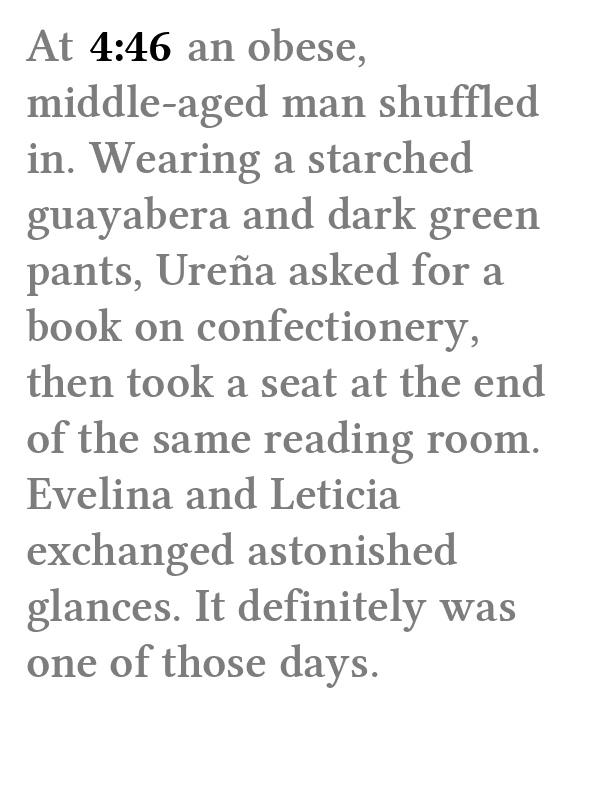 At 4:46 an obese,
middle-aged man shuffled
in. Wearing a starched
guayabera and dark green
pants, Ureña asked for a
book on confectionery,
then took a seat at the end
of the same reading room.
Evelina and Leticia
exchanged astonished
glances. It definitely was
one of those days.